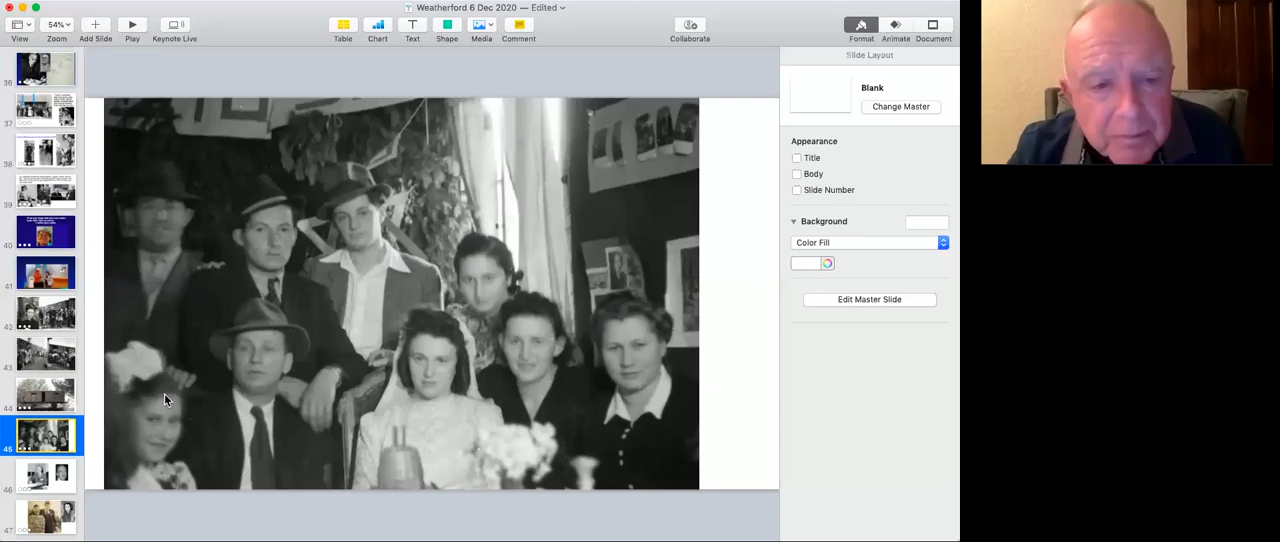 Weatherford 6 Dec 2020 — Edited
54%
View
Zoom
Add Slide
Play
Keynote Live
Table
Chart
Text
Shape
Media
Comment
Collaborate
Format
Animate
Document
36
37
38
39
40
41
42
43
44
45
46
47
Slide Layout
Blank
Change Master
Appearance
Title
Body
Slide Number
Background
Color Fill
Edit Master Slide